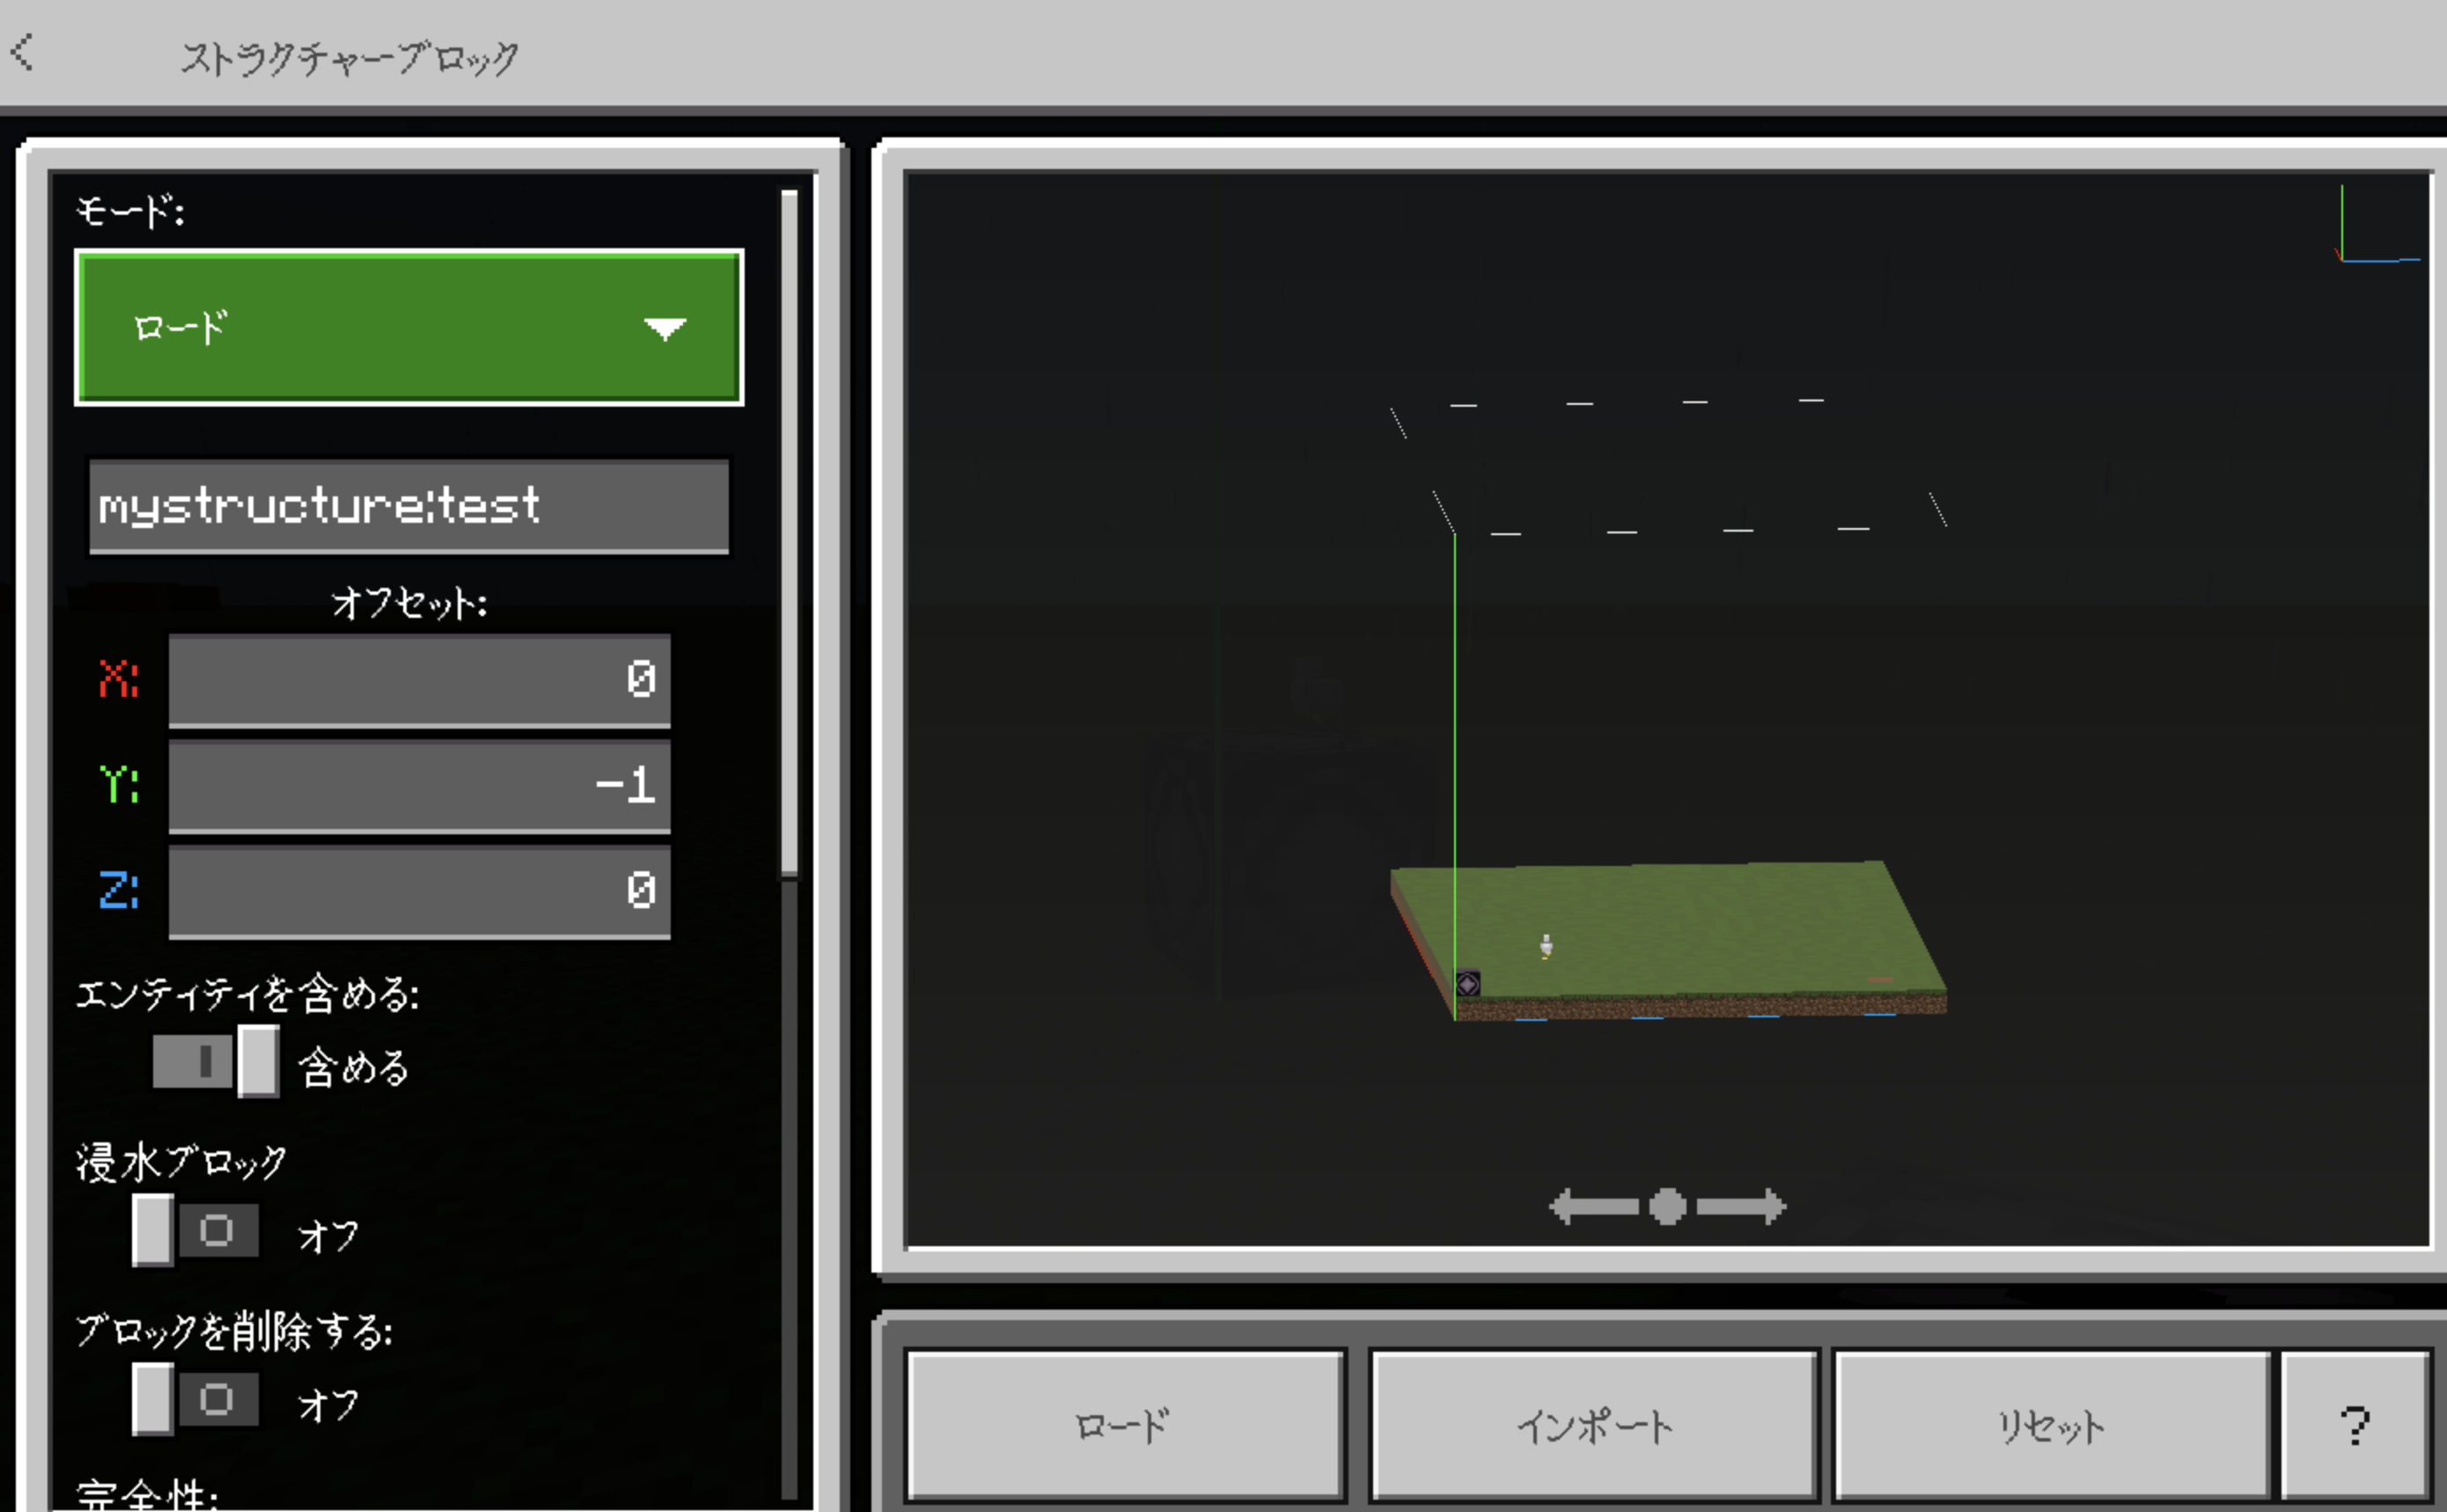 ストラクチャーブロック
モード:
ロード
mystructure:test
オフセット:
X: 0
Y: -1
Z: 0
エンティティを含める:
含める
浸水ブロック
オフ
ブロックを削除する:
オフ
完全性:
ロード
インポート
リセット
?